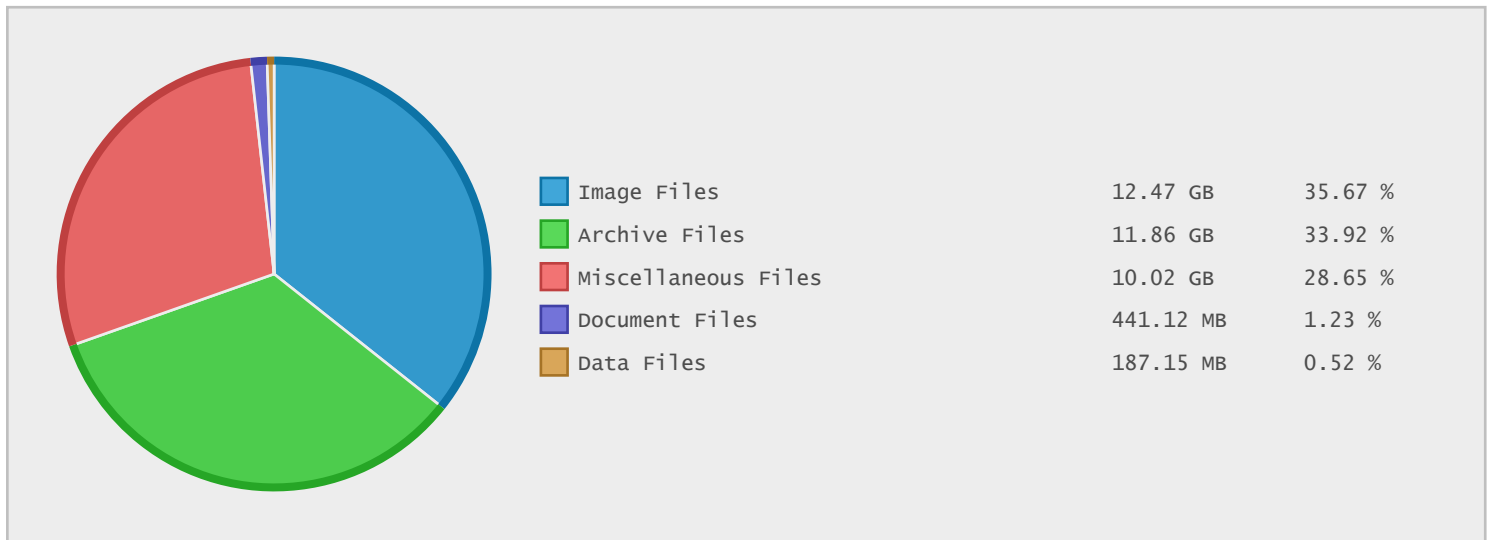 Image Files 12.47 GB 35.67 %
Archive Files 11.86 GB 33.92 %
Miscellaneous Files 10.02 GB 28.65 %
Document Files 441.12 MB 1.23 %
Data Files 187.15 MB 0.52 %